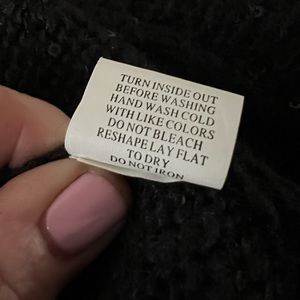 TURN INSIDE OUT
BEFORE WASHING
HAND WASH COLD
WITH LIKE COLORS
DO NOT BLEACH
RESHAPE LAY FLAT
TO DRY
DO NOT IRON